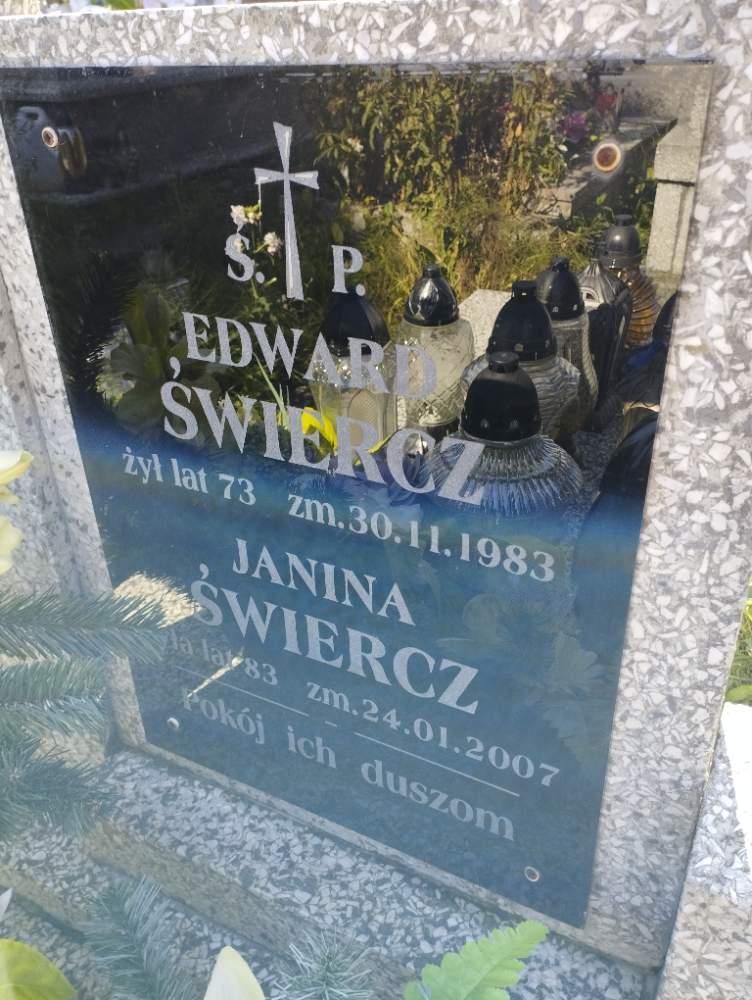 Ś. P.
EDWARD
ŚWIERCZ
żył lat 73 zm.30.11.1983
JANINA
ŚWIERCZ
lat 83 zm.24.01.2007
Pokój ich duszom